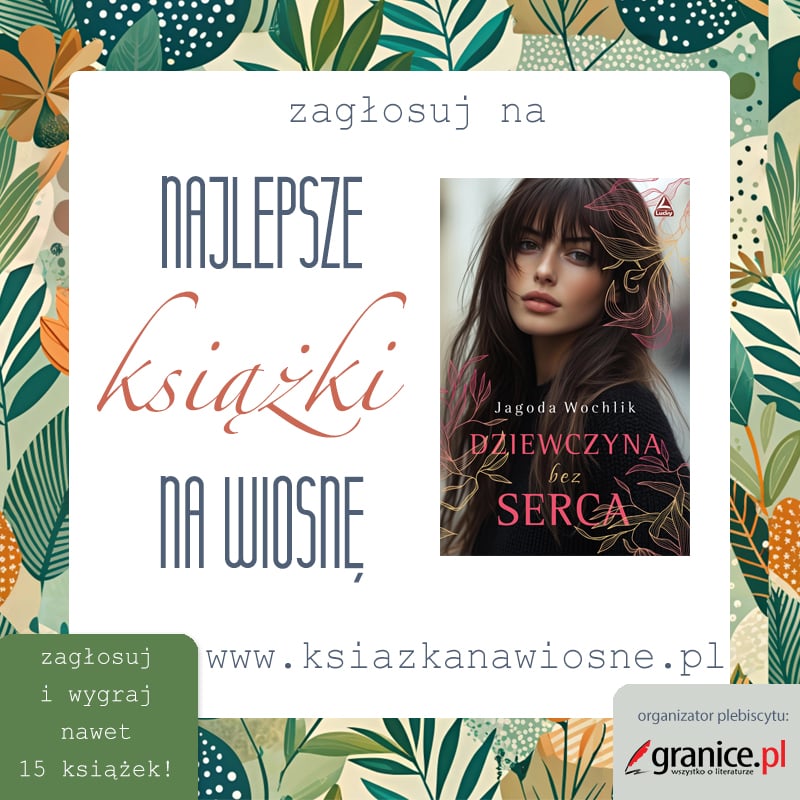 zagłosuj na
NAJLEPSZE
książki
NA WIOSNĘ
Lucky
Jagoda Wochlik
DZIEWCZYNA
bez
SERCA
www.ksiazkanawiosne.pl
zagłosuj
i wygraj
nawet
15 książek!
organizator plebiscytu:
granice.pl
wszystko o literaturze